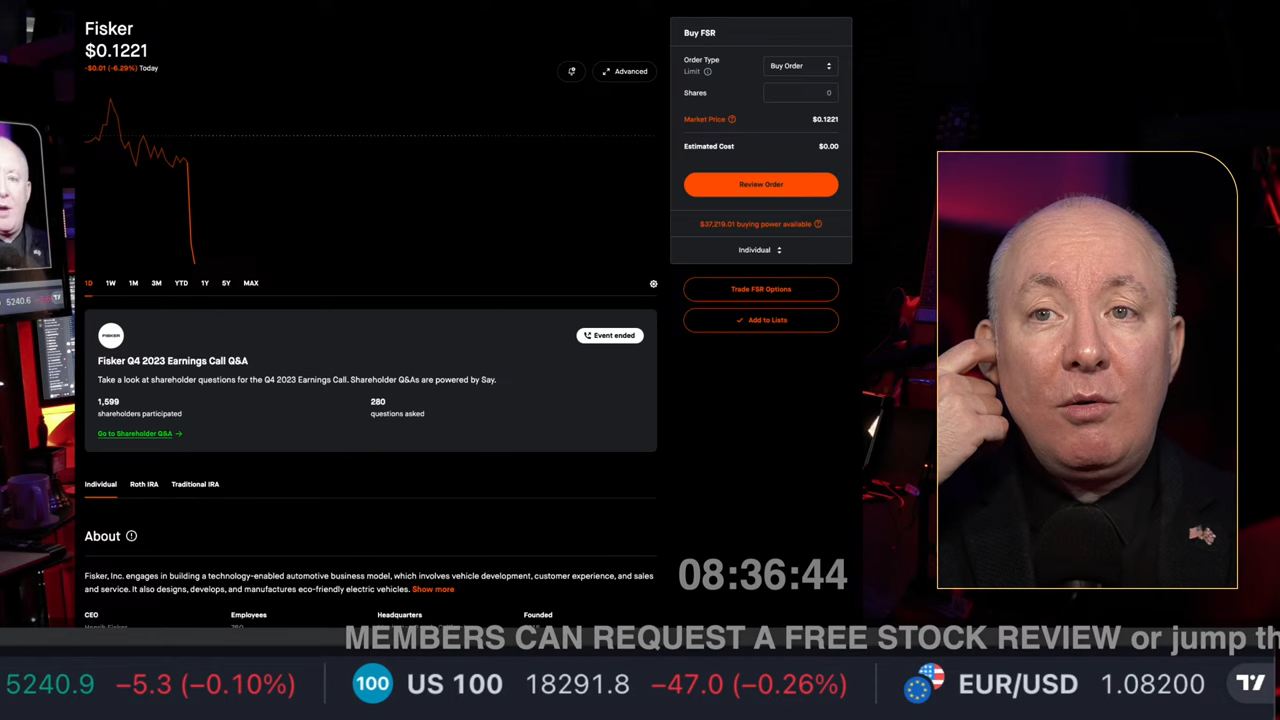 Fisker
$0.1221
-$0.01 (-6.29%) Today
Advanced
1D 1W 1M 3M YTD 1Y 5Y MAX
FISKER
Event ended
Fisker Q4 2023 Earnings Call Q&A
Take a look at shareholder questions for the Q4 2023 Earnings Call. Shareholder Q&As are powered by Say.
1,599 280
shareholders participated questions asked
Go to Shareholder Q&A →
Individual Roth IRA Traditional IRA
About
Fisker, Inc. engages in building a technology-enabled automotive business model, which involves vehicle development, customer experience, and sales
and service. It also designs, develops, and manufactures eco-friendly electric vehicles. Show more
CEO Employees Headquarters Founded
Buy FSR
Order Type
Limit
Buy Order
Shares 0
Market Price $0.1221
Estimated Cost $0.00
Review Order
$37,219.01 buying power available
Individual
Trade FSR Options
Add to Lists
08:36:44
5240.6
MEMBERS CAN REQUEST A FREE STOCK REVIEW or jump th
5240.9 −5.3 (−0.10%) 100 US 100 18291.8 −47.0 (−0.26%) EUR/USD 1.08200